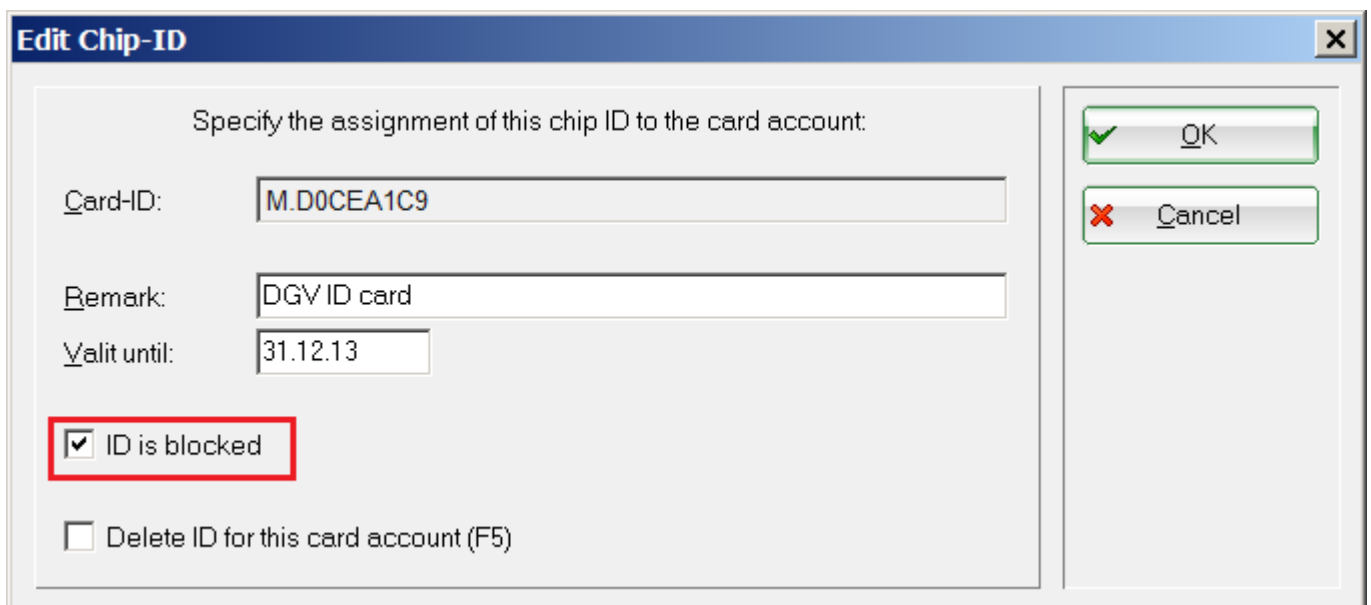 Edit Chip-ID
Specify the assignment of this chip ID to the card account:
OK
Card-ID: M.D0CEA1C9
Cancel
Remark: DGV ID card
Valit until: 31.12.13
ID is blocked
Delete ID for this card account (F5)